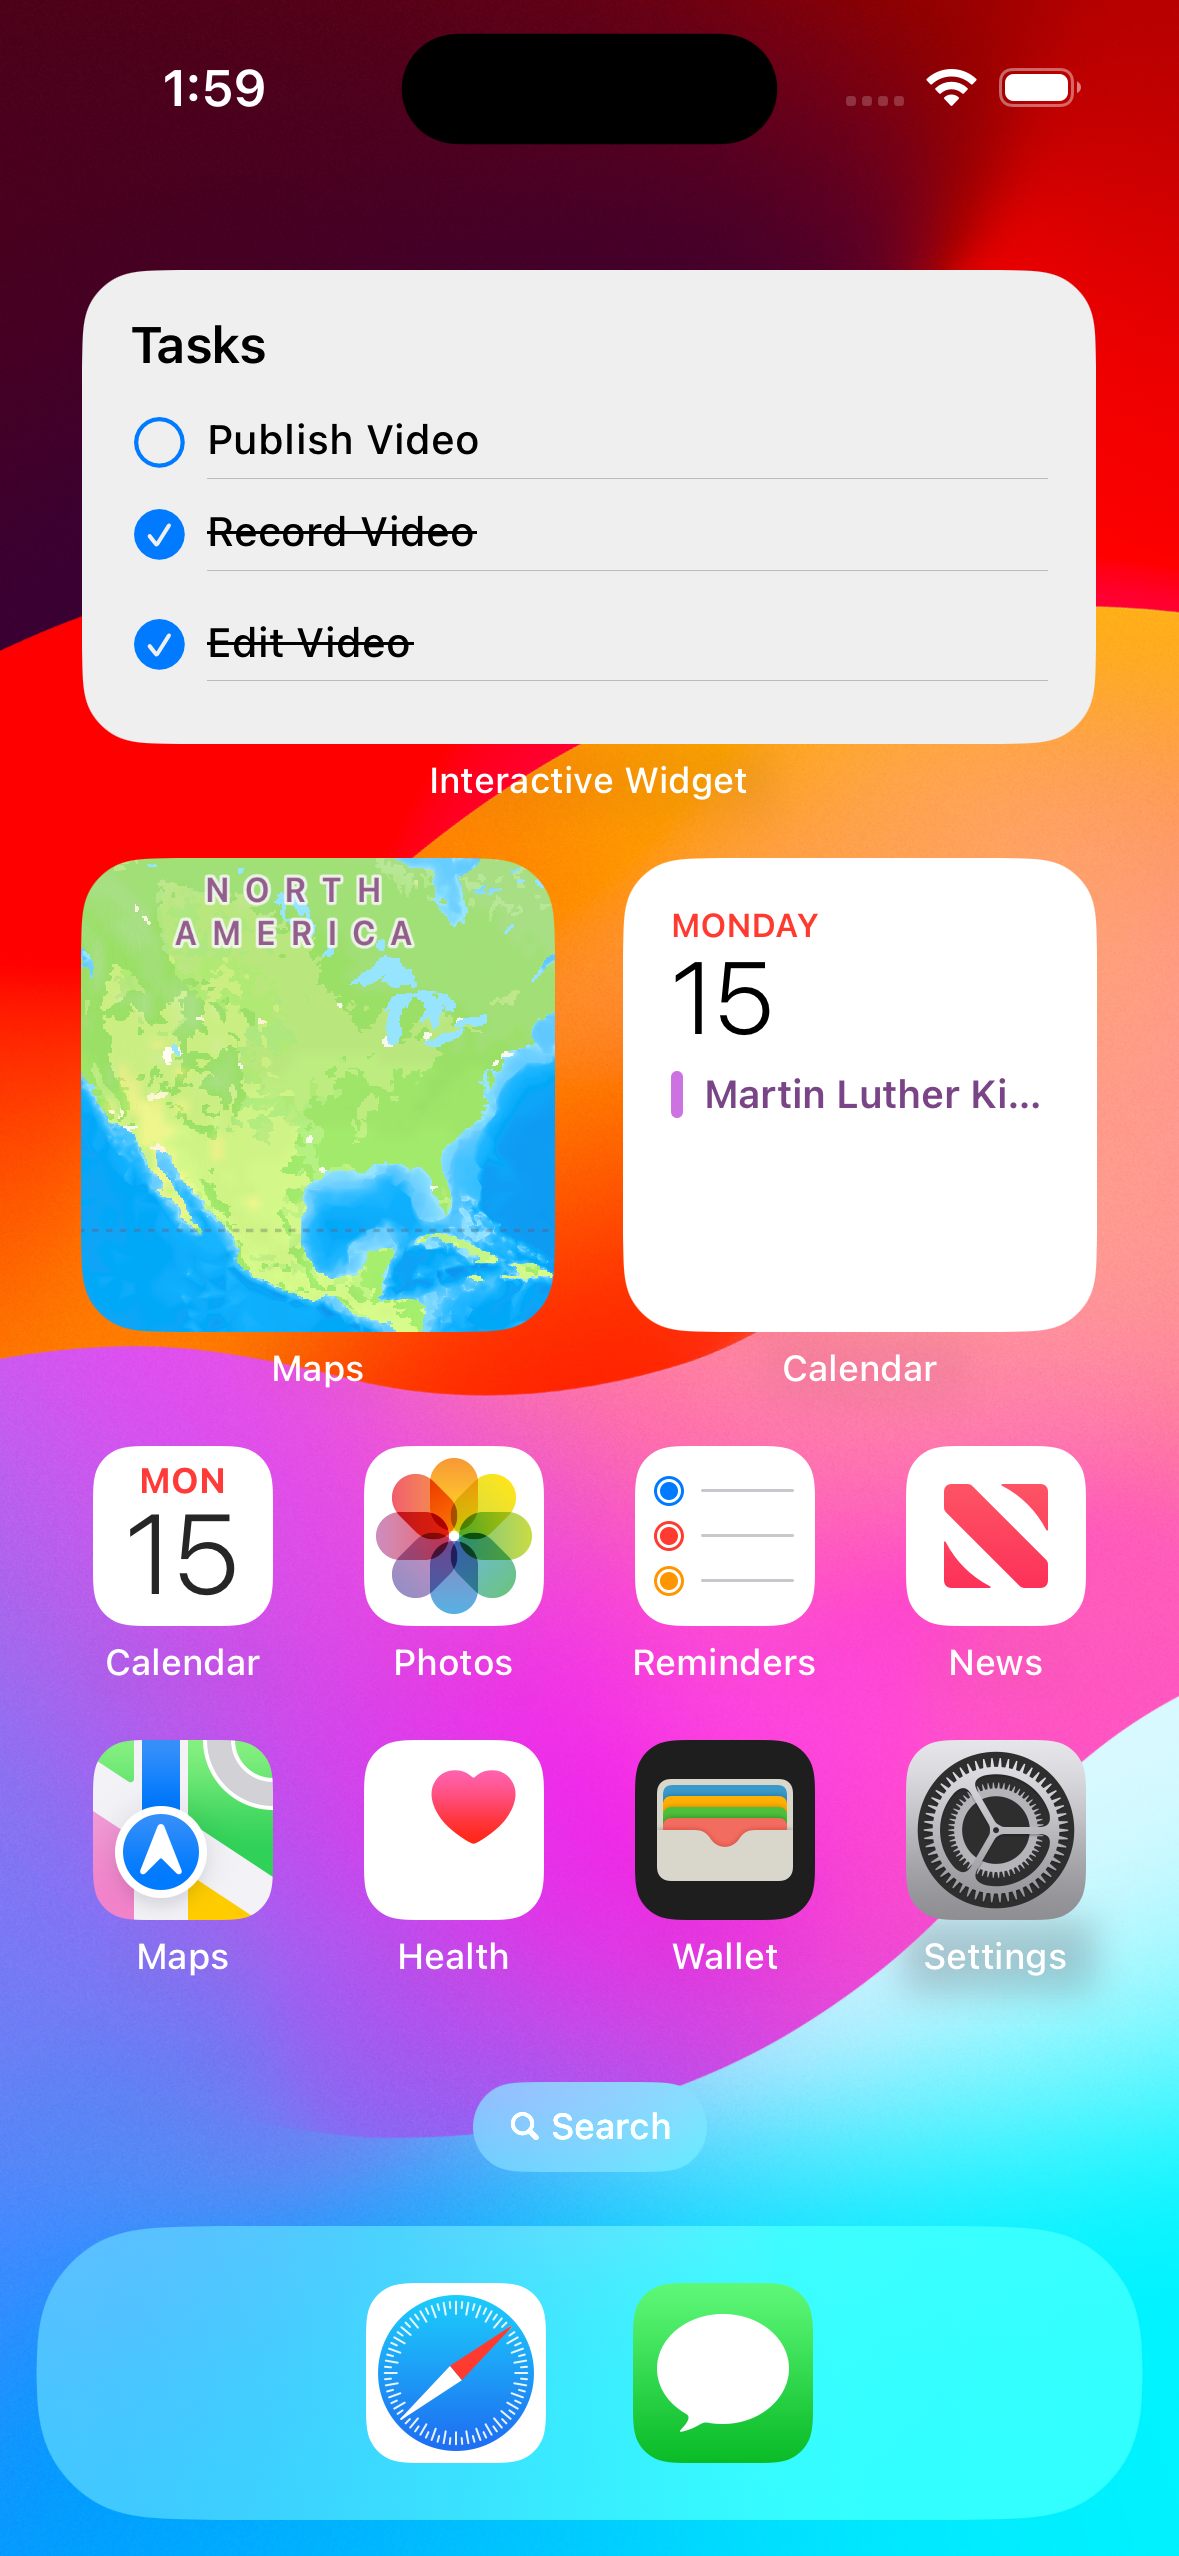 1:59
Tasks
Publish Video
Record Video
Edit Video
Interactive Widget
NORTH
AMERICA
Maps
MONDAY
15
Martin Luther Ki...
Calendar
MON
15
Calendar
Photos
Reminders
News
Maps
Health
Wallet
Settings
Search